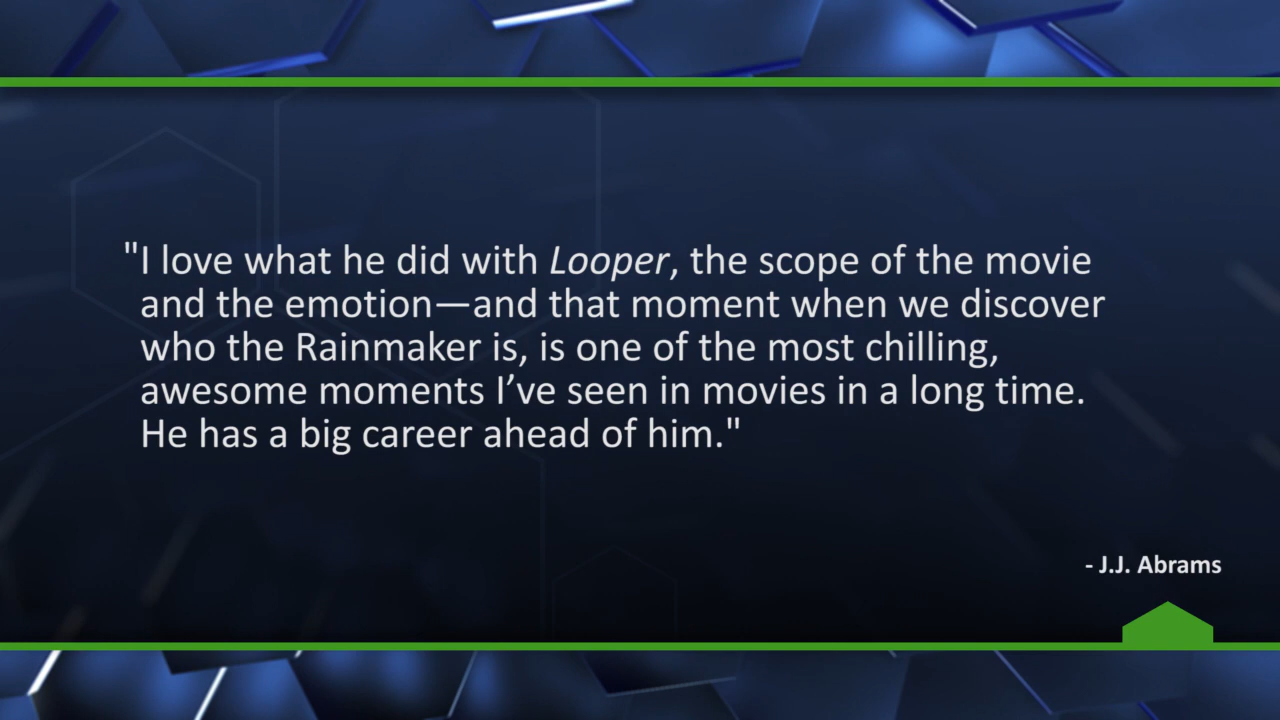 "I love what he did with Looper, the scope of the movie
and the emotion—and that moment when we discover
who the Rainmaker is, is one of the most chilling,
awesome moments I’ve seen in movies in a long time.
He has a big career ahead of him."
- J.J. Abrams